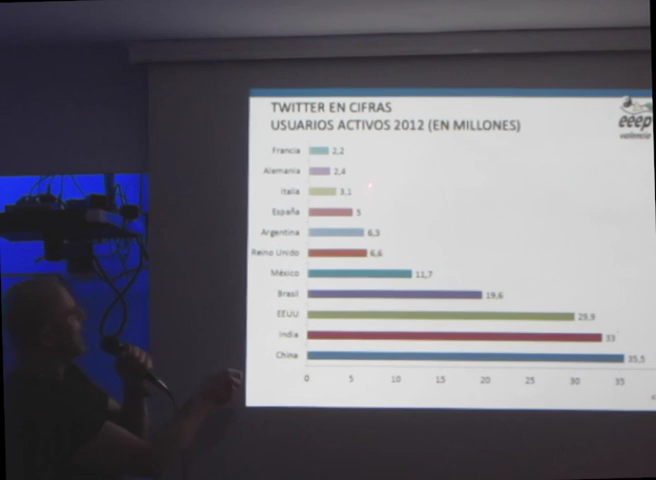 TWITTER EN CIFRAS
USUARIOS ACTIVOS 2012 (EN MILLONES)
eeep
valencia
Francia 2,2
Alemania 2,4
Italia 3,1
España 5
Argentina 6,3
Reino Unido 6,6
México 11,7
Brasil 19,6
EEUU 29,9
India 33
China 35,5
0 5 10 15 20 25 30 35